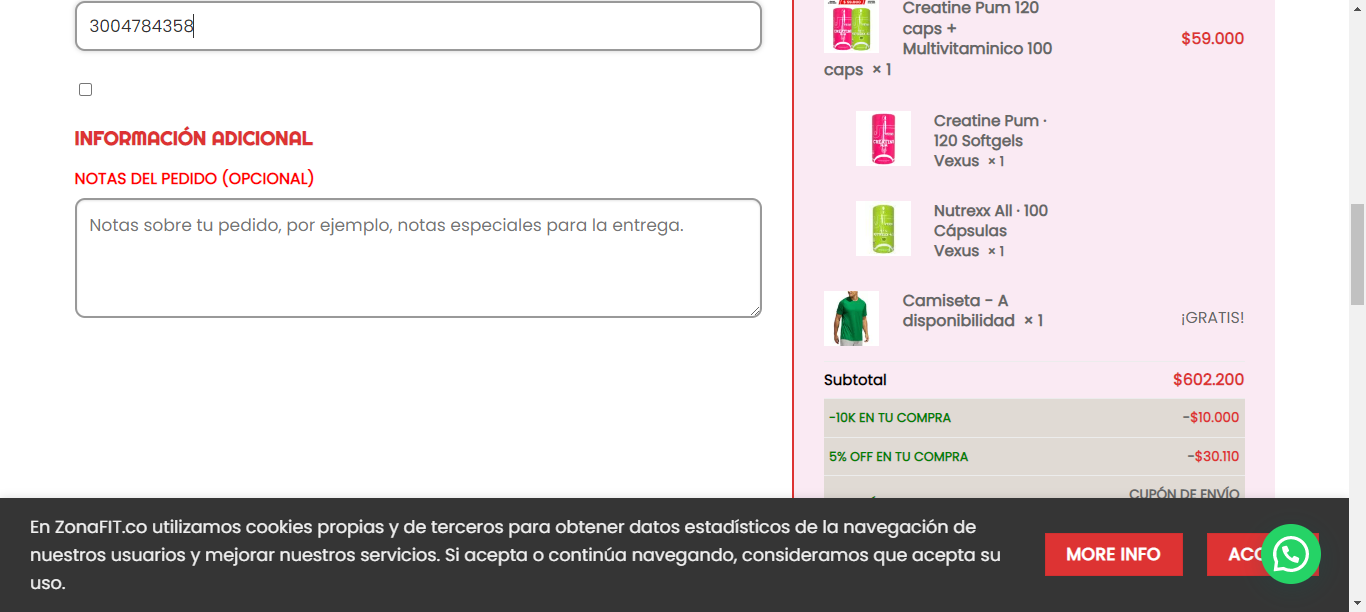 3004784358
INFORMACIÓN ADICIONAL
NOTAS DEL PEDIDO (OPCIONAL)
Notas sobre tu pedido, por ejemplo, notas especiales para la entrega.
Creatine Pum 120
caps +
Multivitaminico 100
caps × 1
$59.000
Creatine Pum ·
120 Softgels
Vexus × 1
Nutrexx All · 100
Cápsulas
Vexus × 1
Camiseta - A
disponibilidad × 1
¡GRATIS!
Subtotal $602.200
-10K EN TU COMPRA -$10.000
5% OFF EN TU COMPRA -$30.110
CUPÓN DE ENVÍO
En ZonaFIT.co utilizamos cookies propias y de terceros para obtener datos estadísticos de la navegación de
nuestros usuarios y mejorar nuestros servicios. Si acepta o continúa navegando, consideramos que acepta su
uso.
MORE INFO